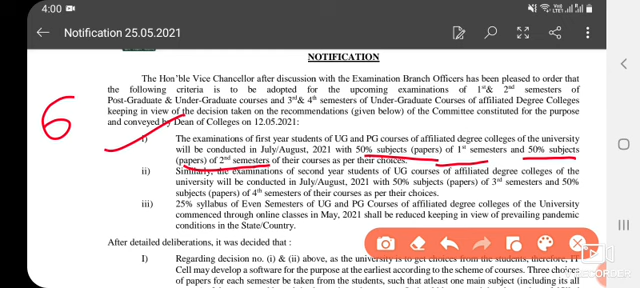 4:00
Notification 25.05.2021
NOTIFICATION
The Hon'ble Vice Chancellor after discussion with the Examination Branch Officers has been pleased to order that
the following criteria is to be adopted for the upcoming examinations of 1st & 2nd semesters of
Post-Graduate & Under-Graduate courses and 3rd & 4th semesters of Under-Graduate Courses of affiliated Degree Colleges
keeping in view of the decision taken on the recommendations (given below) of the Committee constituted for the purpose
and conveyed by Dean of Colleges on 12.05.2021:
6
i) The examinations of first year students of UG and PG courses of affiliated degree colleges of the university
will be conducted in July/August, 2021 with 50% subjects (papers) of 1st semesters and 50% subjects
(papers) of 2nd semesters of their courses as per their choices.
ii) Similarly, the examinations of second year students of UG courses of affiliated degree colleges of the
university will be conducted in July/August, 2021 with 50% subjects (papers) of 3rd semesters and 50%
subjects (papers) of 4th semesters of their courses as per their choices.
iii) 25% syllabus of Even Semesters of UG and PG Courses of affiliated degree colleges of the University
commenced through online classes in May, 2021 shall be reduced keeping in view of prevailing pandemic
conditions in the State/Country.
After detailed deliberations, it was decided that :
I) Regarding decision no. (i) & (ii) above, as the university is to get choices from the students, therefore, IT
Cell may develop a software for the purpose at the earliest according to the scheme of courses. Three choices
of papers for each semester be taken from the students, such that atleast one main subject (including its all